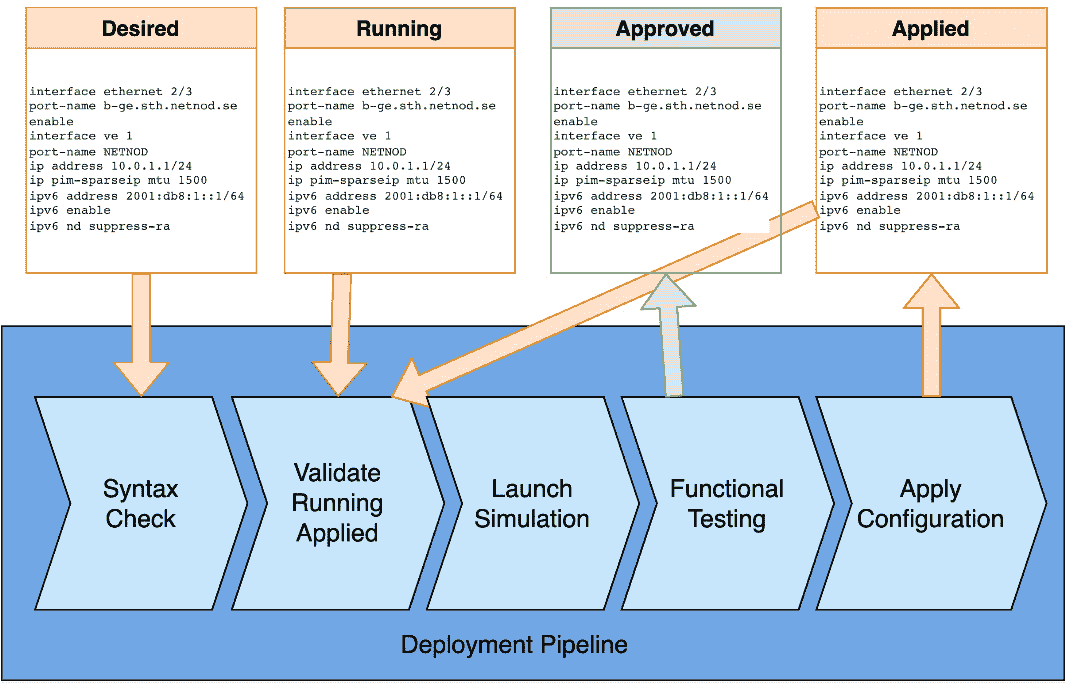 Desired
interface ethernet 2/3
port-name b-ge.sth.netnod.se
enable
interface ve 1
port-name NETNOD
ip address 10.0.1.1/24
ip pim-sparseip mtu 1500
ipv6 address 2001:db8:1::1/64
ipv6 enable
ipv6 nd suppress-ra
Running
interface ethernet 2/3
port-name b-ge.sth.netnod.se
enable
interface ve 1
port-name NETNOD
ip address 10.0.1.1/24
ip pim-sparseip mtu 1500
ipv6 address 2001:db8:1::1/64
ipv6 enable
ipv6 nd suppress-ra
Approved
interface ethernet 2/3
port-name b-ge.sth.netnod.se
enable
interface ve 1
port-name NETNOD
ip address 10.0.1.1/24
ip pim-sparseip mtu 1500
ipv6 address 2001:db8:1::1/64
ipv6 enable
ipv6 nd suppress-ra
Applied
interface ethernet 2/3
port-name b-ge.sth.netnod.se
enable
interface ve 1
port-name NETNOD
ip address 10.0.1.1/24
ip pim-sparseip mtu 1500
ipv6 address 2001:db8:1::1/64
ipv6 enable
ipv6 nd suppress-ra
Syntax
Check
Validate
Running
Applied
Launch
Simulation
Functional
Testing
Apply
Configuration
Deployment Pipeline